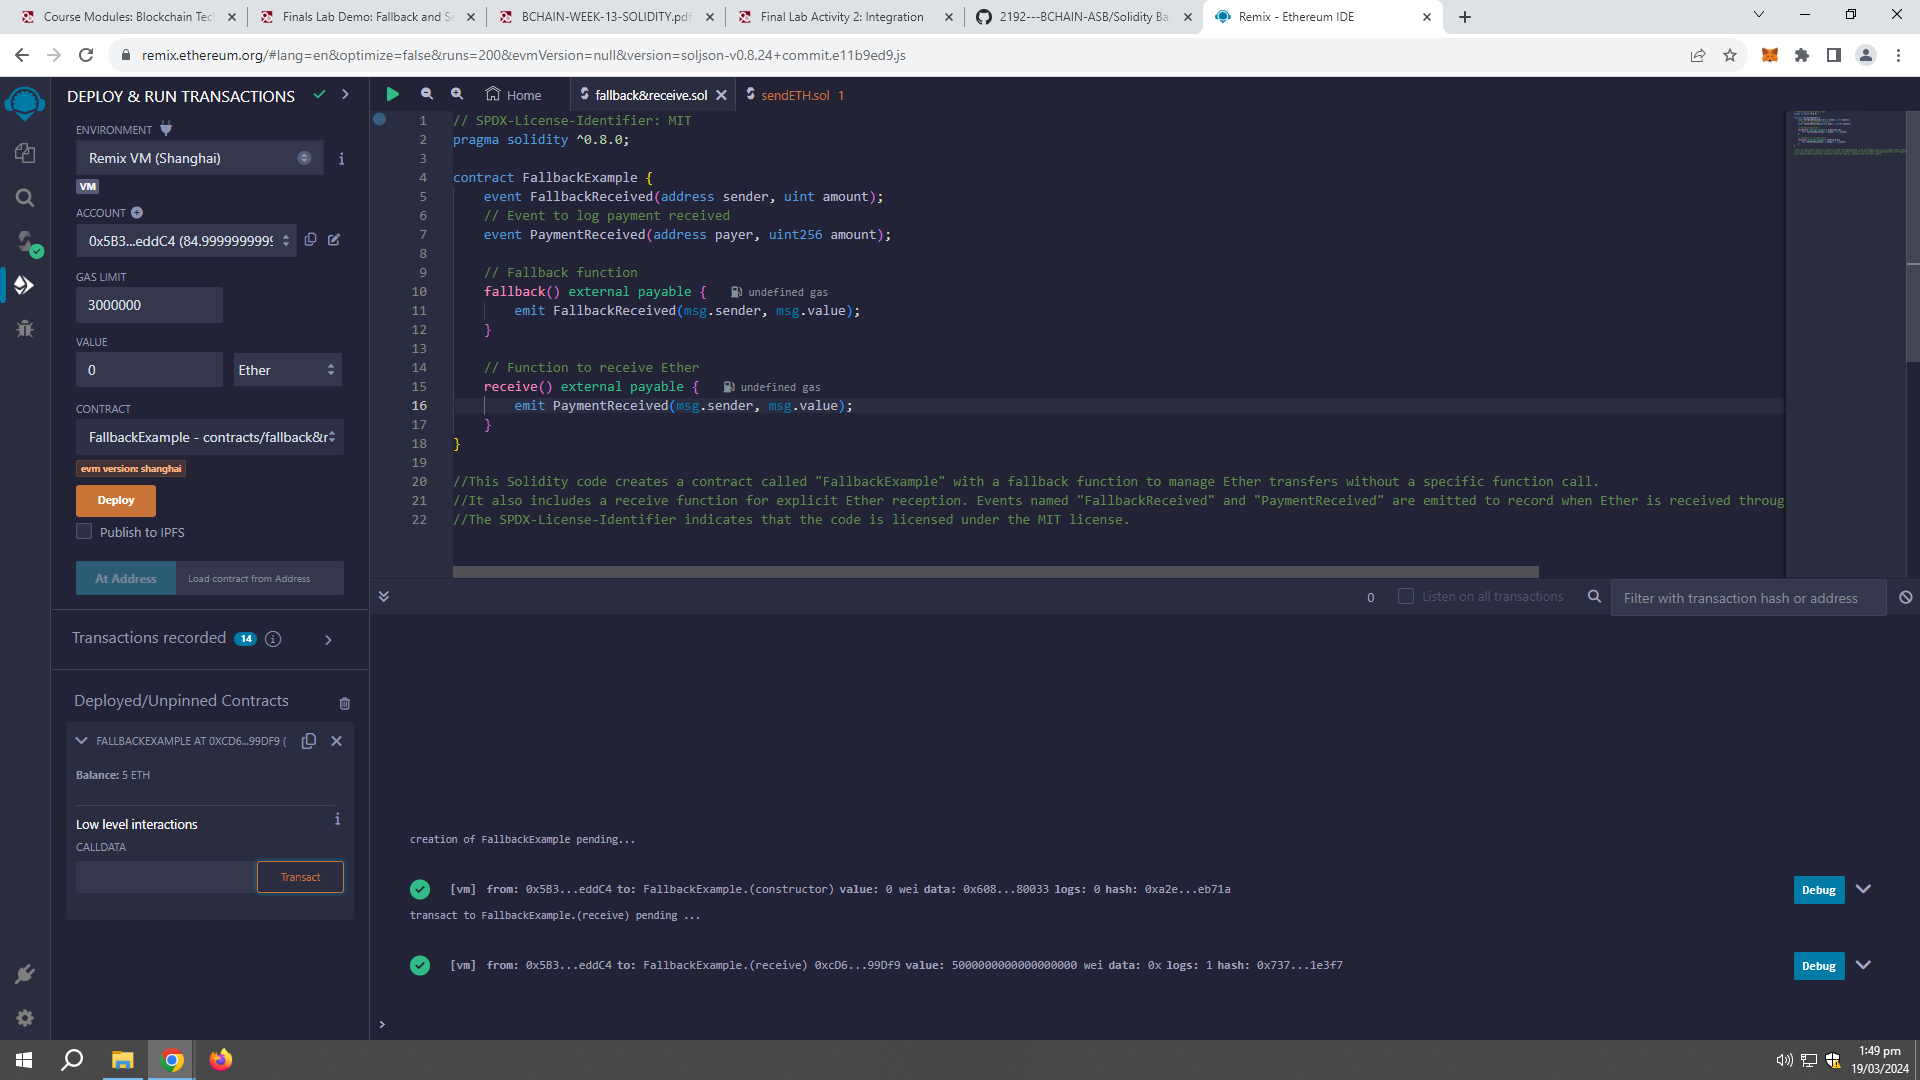 Course Modules: Blockchain Tec
Finals Lab Demo: Fallback and Se
BCHAIN-WEEK-13-SOLIDITY.pdf
Final Lab Activity 2: Integration
2192---BCHAIN-ASB/Solidity Ba
Remix - Ethereum IDE
remix.ethereum.org/#lang=en&optimize=false&runs=200&evmVersion=null&version=soljson-v0.8.24+commit.e11b9ed9.js
DEPLOY & RUN TRANSACTIONS
ENVIRONMENT
Remix VM (Shanghai)
VM
ACCOUNT
0x5B3...eddC4 (84.9999999999
GAS LIMIT
3000000
VALUE
0
Ether
CONTRACT
FallbackExample - contracts/fallback&r
evm version: shanghai
Deploy
Publish to IPFS
At Address
Load contract from Address
Transactions recorded 14
Deployed/Unpinned Contracts
FALLBACKEXAMPLE AT 0XCD6...99DF9 (
Balance: 5 ETH
Low level interactions
CALLDATA
Transact
Home
fallback&receive.sol
sendETH.sol 1
1 // SPDX-License-Identifier: MIT
2 pragma solidity ^0.8.0;
3
4 contract FallbackExample {
5 event FallbackReceived(address sender, uint amount);
6 // Event to log payment received
7 event PaymentReceived(address payer, uint256 amount);
8
9 // Fallback function
10 fallback() external payable { undefined gas
11 emit FallbackReceived(msg.sender, msg.value);
12 }
13
14 // Function to receive Ether
15 receive() external payable { undefined gas
16 emit PaymentReceived(msg.sender, msg.value);
17 }
18 }
19
20 //This Solidity code creates a contract called "FallbackExample" with a fallback function to manage Ether transfers without a specific function call.
21 //It also includes a receive function for explicit Ether reception. Events named "FallbackReceived" and "PaymentReceived" are emitted to record when Ether is received throug
22 //The SPDX-License-Identifier indicates that the code is licensed under the MIT license.
0
Listen on all transactions
Filter with transaction hash or address
creation of FallbackExample pending...
[vm] from: 0x5B3...eddC4 to: FallbackExample.(constructor) value: 0 wei data: 0x608...80033 logs: 0 hash: 0xa2e...eb71a
Debug
transact to FallbackExample.(receive) pending ...
[vm] from: 0x5B3...eddC4 to: FallbackExample.(receive) 0xcD6...99Df9 value: 5000000000000000000 wei data: 0x logs: 1 hash: 0x737...1e3f7
Debug
>
1:49 pm
19/03/2024